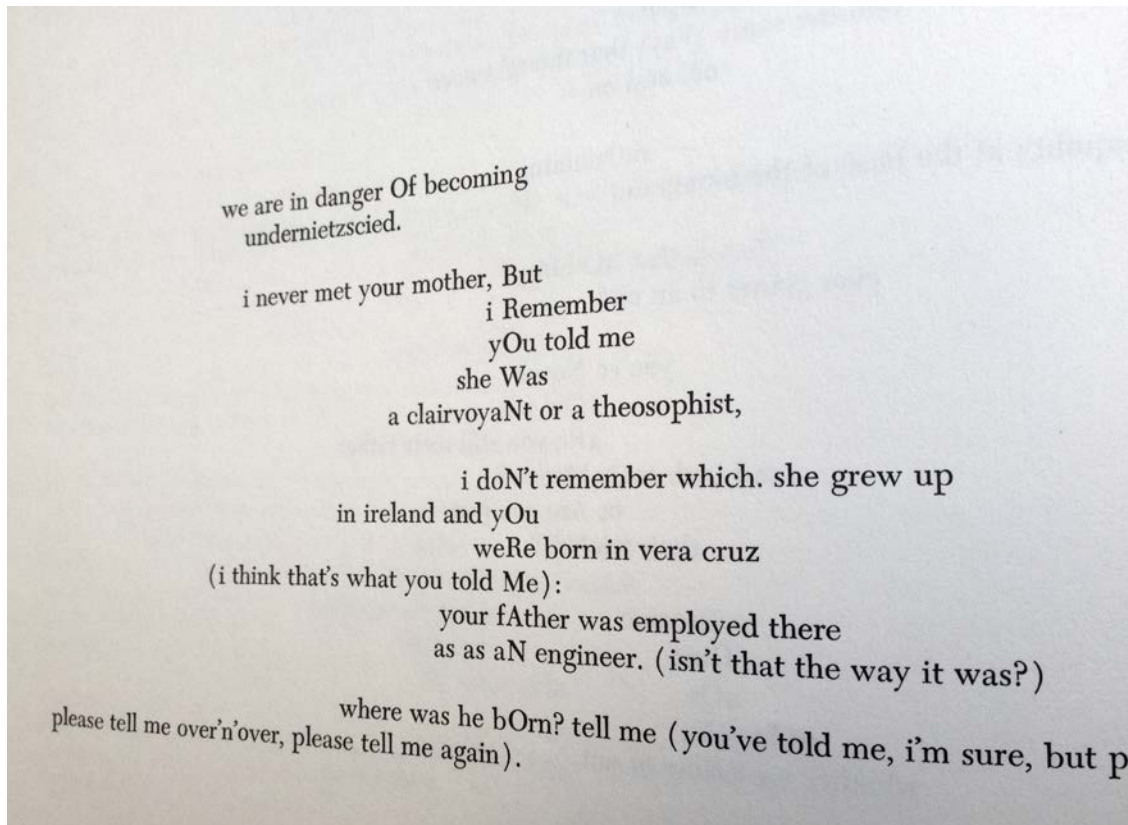 we are in danger Of becoming
undernietzscied.
i never met your mother, But
i Remember
yOu told me
she Was
a clairvoyaNt or a theosophist,
i doN't remember which. she grew up
in ireland and yOu
weRe born in vera cruz
(i think that's what you told Me):
your fAther was employed there
as as aN engineer. (isn't that the way it was?)
where was he bOrn? tell me (you've told me, i'm sure, but
please tell me over'n'over, please tell me again).